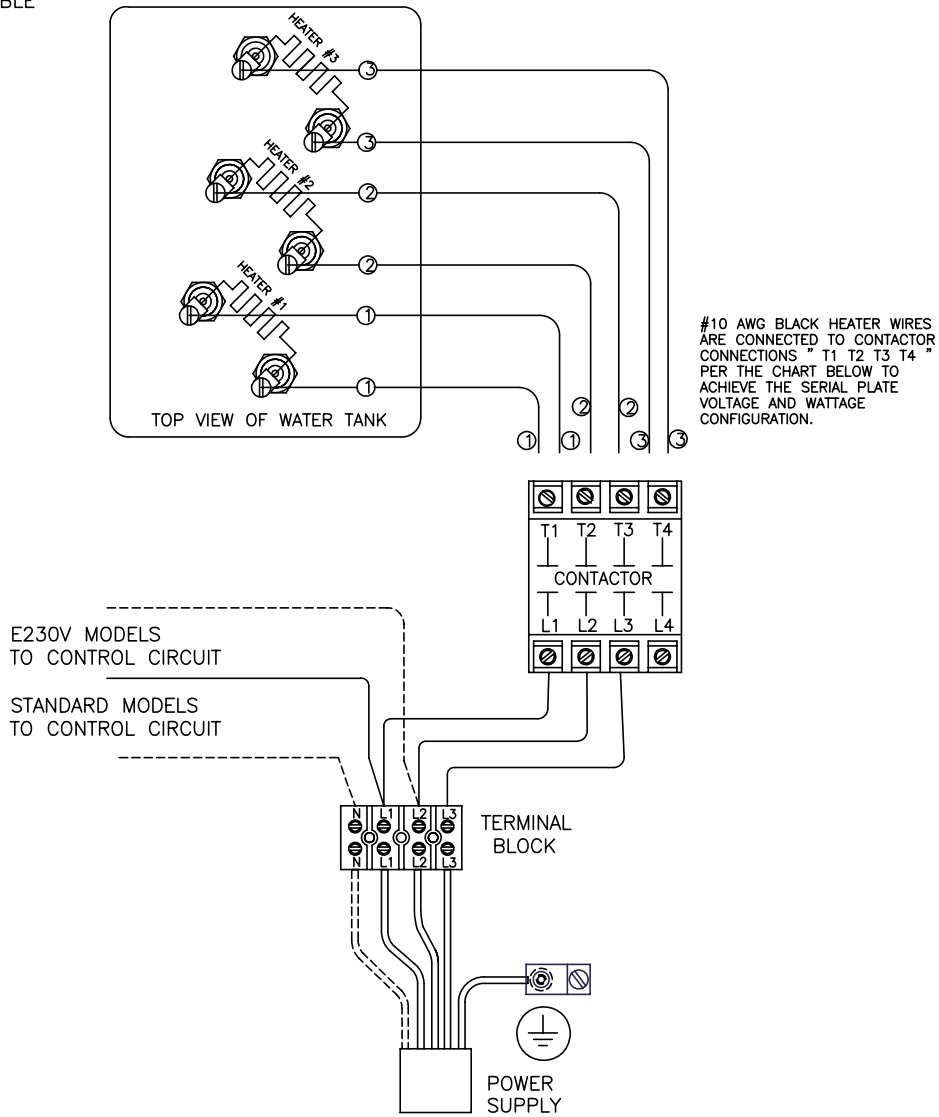 BLE
HEATER #3
3
3
HEATER #2
2
2
HEATER #1
1
1
TOP VIEW OF WATER TANK
#10 AWG BLACK HEATER WIRES
ARE CONNECTED TO CONTACTOR
CONNECTIONS " T1 T2 T3 T4 "
PER THE CHART BELOW TO
ACHIEVE THE SERIAL PLATE
VOLTAGE AND WATTAGE
CONFIGURATION.
1 1 2 2 3 3
T1 T2 T3 T4
CONTACTOR
L1 L2 L3 L4
E230V MODELS
TO CONTROL CIRCUIT
STANDARD MODELS
TO CONTROL CIRCUIT
N L1 L2 L3
N L1 L2 L3
TERMINAL
BLOCK
POWER
SUPPLY